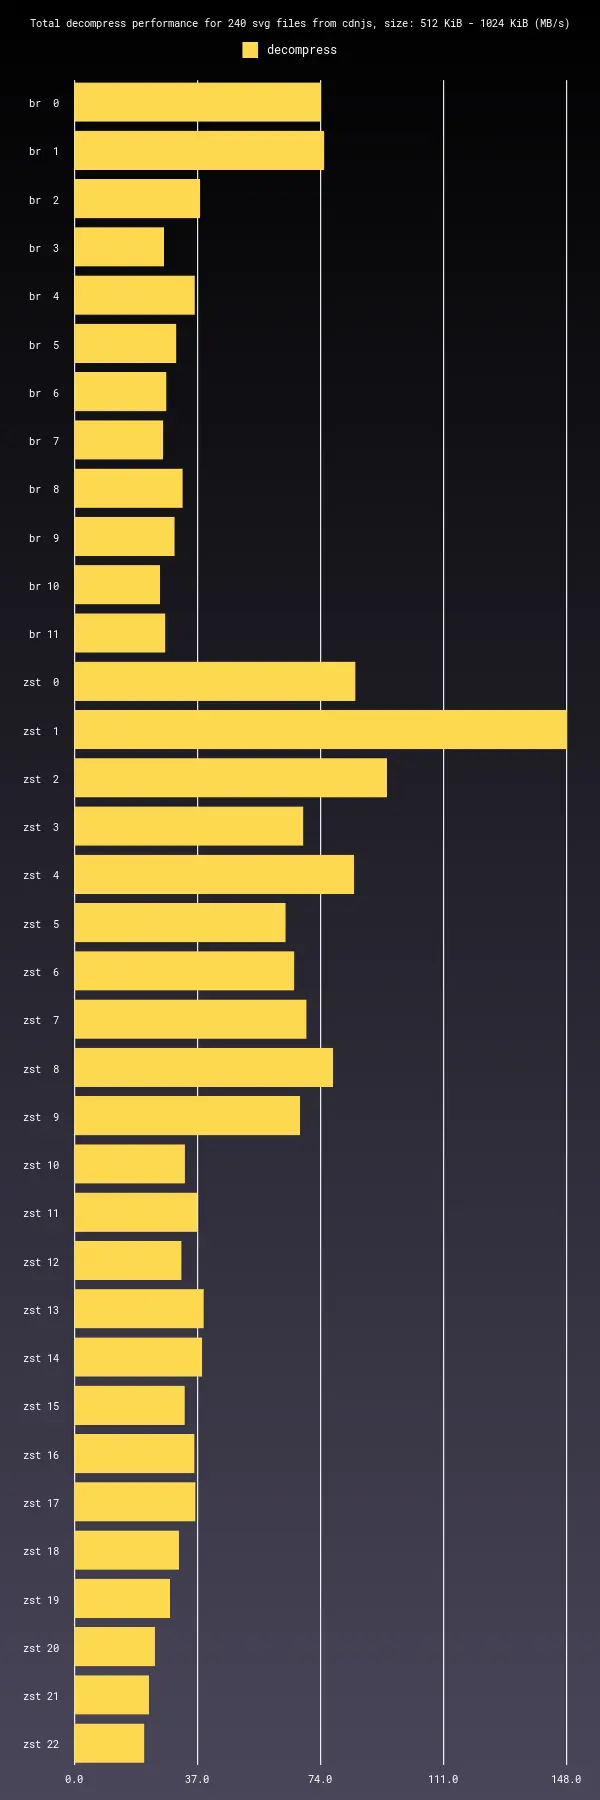 Total decompress performance for 240 svg files from cdnjs, size: 512 KiB - 1024 KiB (MB/s)
decompress
br 0
br 1
br 2
br 3
br 4
br 5
br 6
br 7
br 8
br 9
br 10
br 11
zst 0
zst 1
zst 2
zst 3
zst 4
zst 5
zst 6
zst 7
zst 8
zst 9
zst 10
zst 11
zst 12
zst 13
zst 14
zst 15
zst 16
zst 17
zst 18
zst 19
zst 20
zst 21
zst 22
0.0 37.0 74.0 111.0 148.0